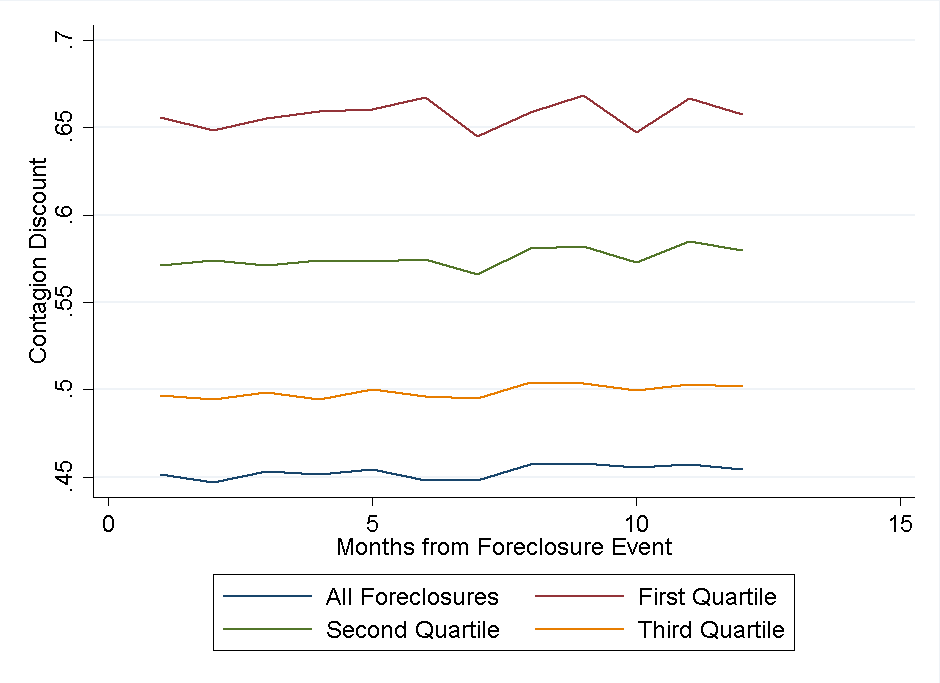 .7
.65
.6
.55
.5
.45
Contagion Discount
0 5 10 15
Months from Foreclosure Event
All Foreclosures First Quartile
Second Quartile Third Quartile